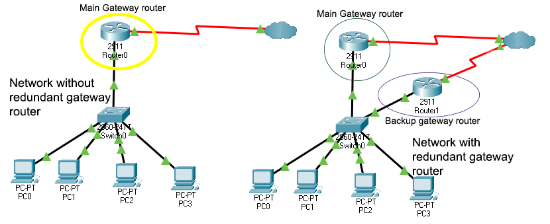 Main Gateway router
2911
Router0
Network without
redundant gateway
router
2960-24TT
Switch0
PC-PT
PC0
PC-PT
PC1
PC-PT
PC2
PC-PT
PC3
Main Gateway router
2911
Router0
2911
Router1
Backup gateway router
2960-24TT
Switch0
Network with
redundant gateway
router
PC-PT
PC0
PC-PT
PC1
PC-PT
PC2
PC-PT
PC3